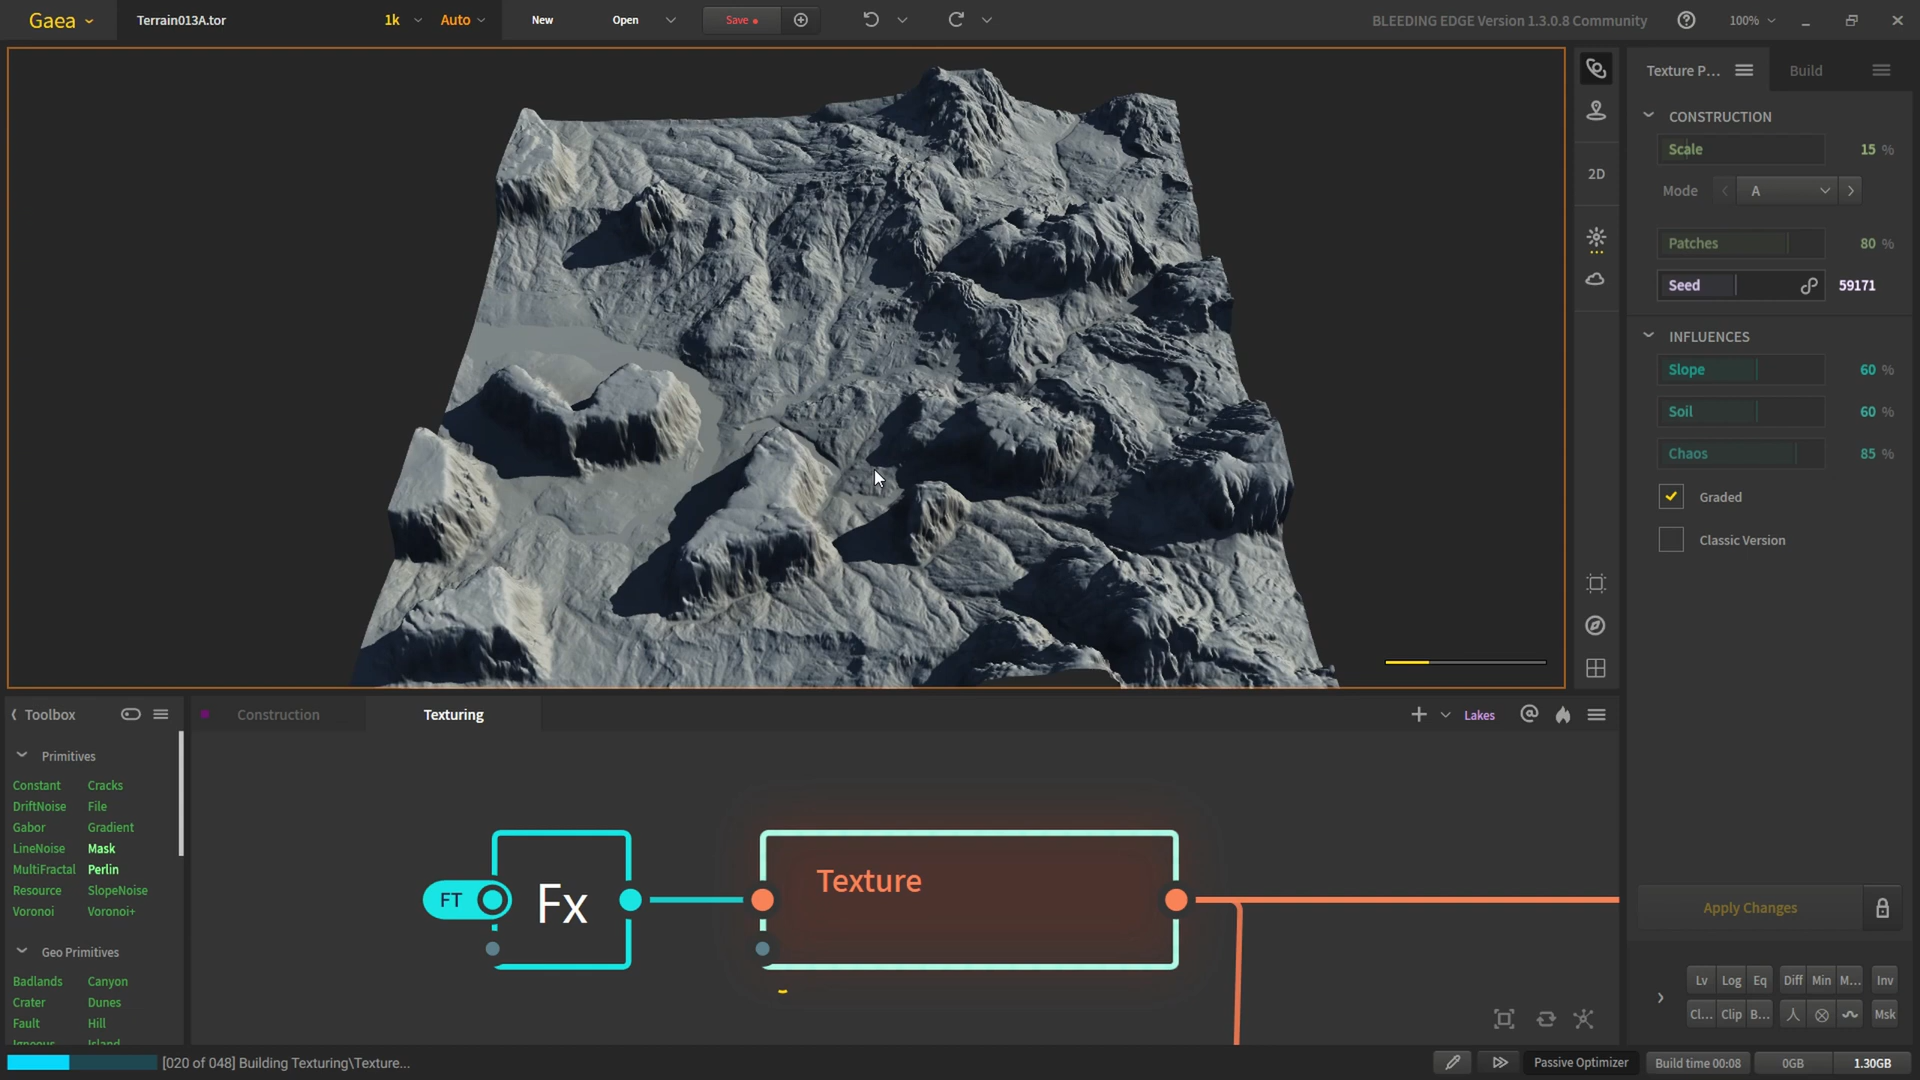 Gaea
Terrain013A.tor
1k
Auto
New
Open
Save
BLEEDING EDGE Version 1.3.0.8 Community
100%
Texture P...
Build
CONSTRUCTION
Scale 15 %
Mode A
Patches 80 %
Seed 59171
INFLUENCES
Slope 60 %
Soil 60 %
Chaos 85 %
Graded
Classic Version
2D
Toolbox
Construction
Texturing
Lakes
Primitives
Constant Cracks
DriftNoise File
Gabor Gradient
LineNoise Mask
MultiFractal Perlin
Resource SlopeNoise
Voronoi Voronoi+
Geo Primitives
Badlands Canyon
Crater Dunes
Fault Hill
Igneous Island
FT
Fx
Texture
Apply Changes
Lv Log Eq Diff Min M... Inv
Cl... Clip B... Msk
[020 of 048] Building Texturing\Texture...
Passive Optimizer
Build time 00:08
0GB
1.30GB